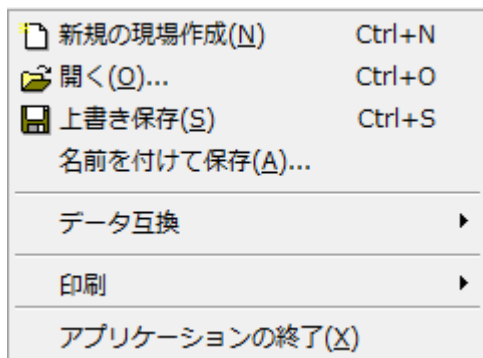 新規の現場作成(N) Ctrl+N
開く(O)... Ctrl+O
上書き保存(S) Ctrl+S
名前を付けて保存(A)...
データ互換
印刷
アプリケーションの終了(X)